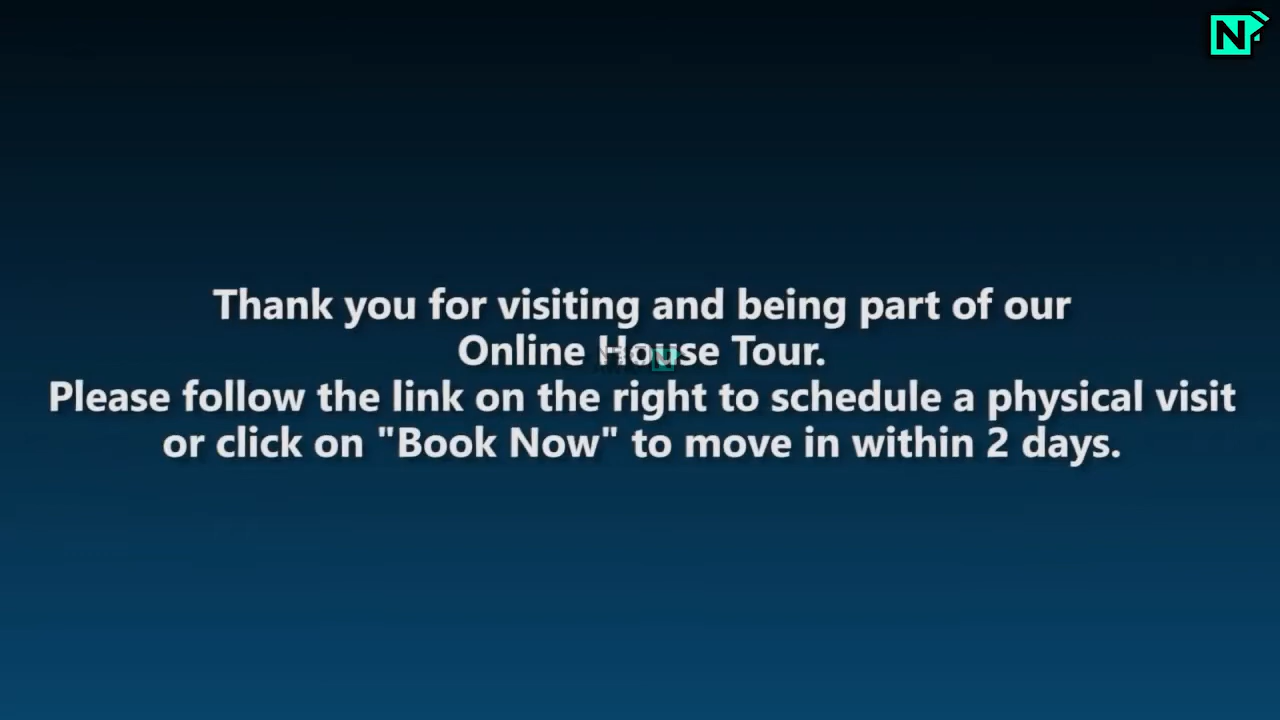 N
Thank you for visiting and being part of our
Online House Tour.
Please follow the link on the right to schedule a physical visit
or click on "Book Now" to move in within 2 days.